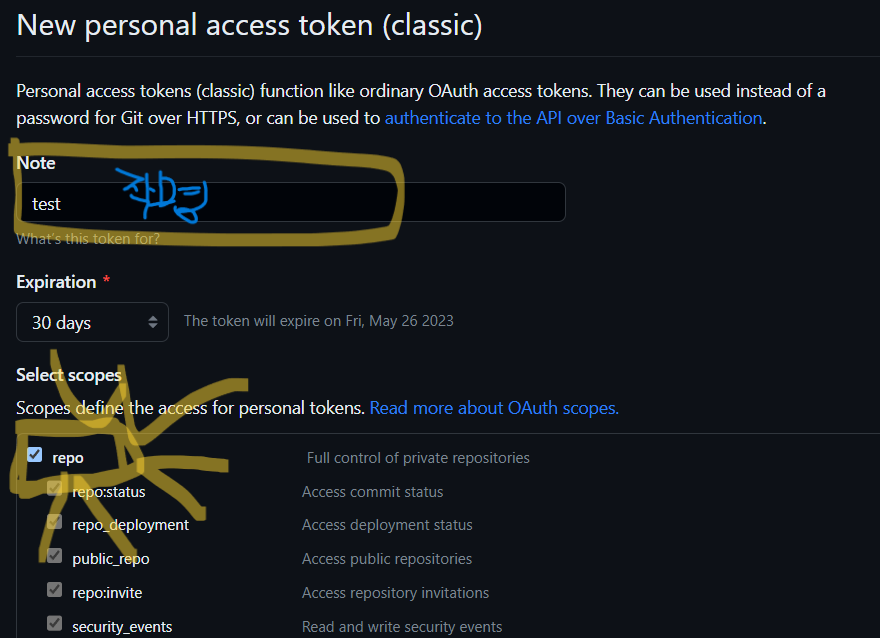 New personal access token (classic)
Personal access tokens (classic) function like ordinary OAuth access tokens. They can be used instead of a
password for Git over HTTPS, or can be used to authenticate to the API over Basic Authentication.
Note
test 작명
What's this token for?
Expiration *
30 days The token will expire on Fri, May 26 2023
Select scopes
Scopes define the access for personal tokens. Read more about OAuth scopes.
repo Full control of private repositories
repo:status Access commit status
repo_deployment Access deployment status
public_repo Access public repositories
repo:invite Access repository invitations
security_events Read and write security events